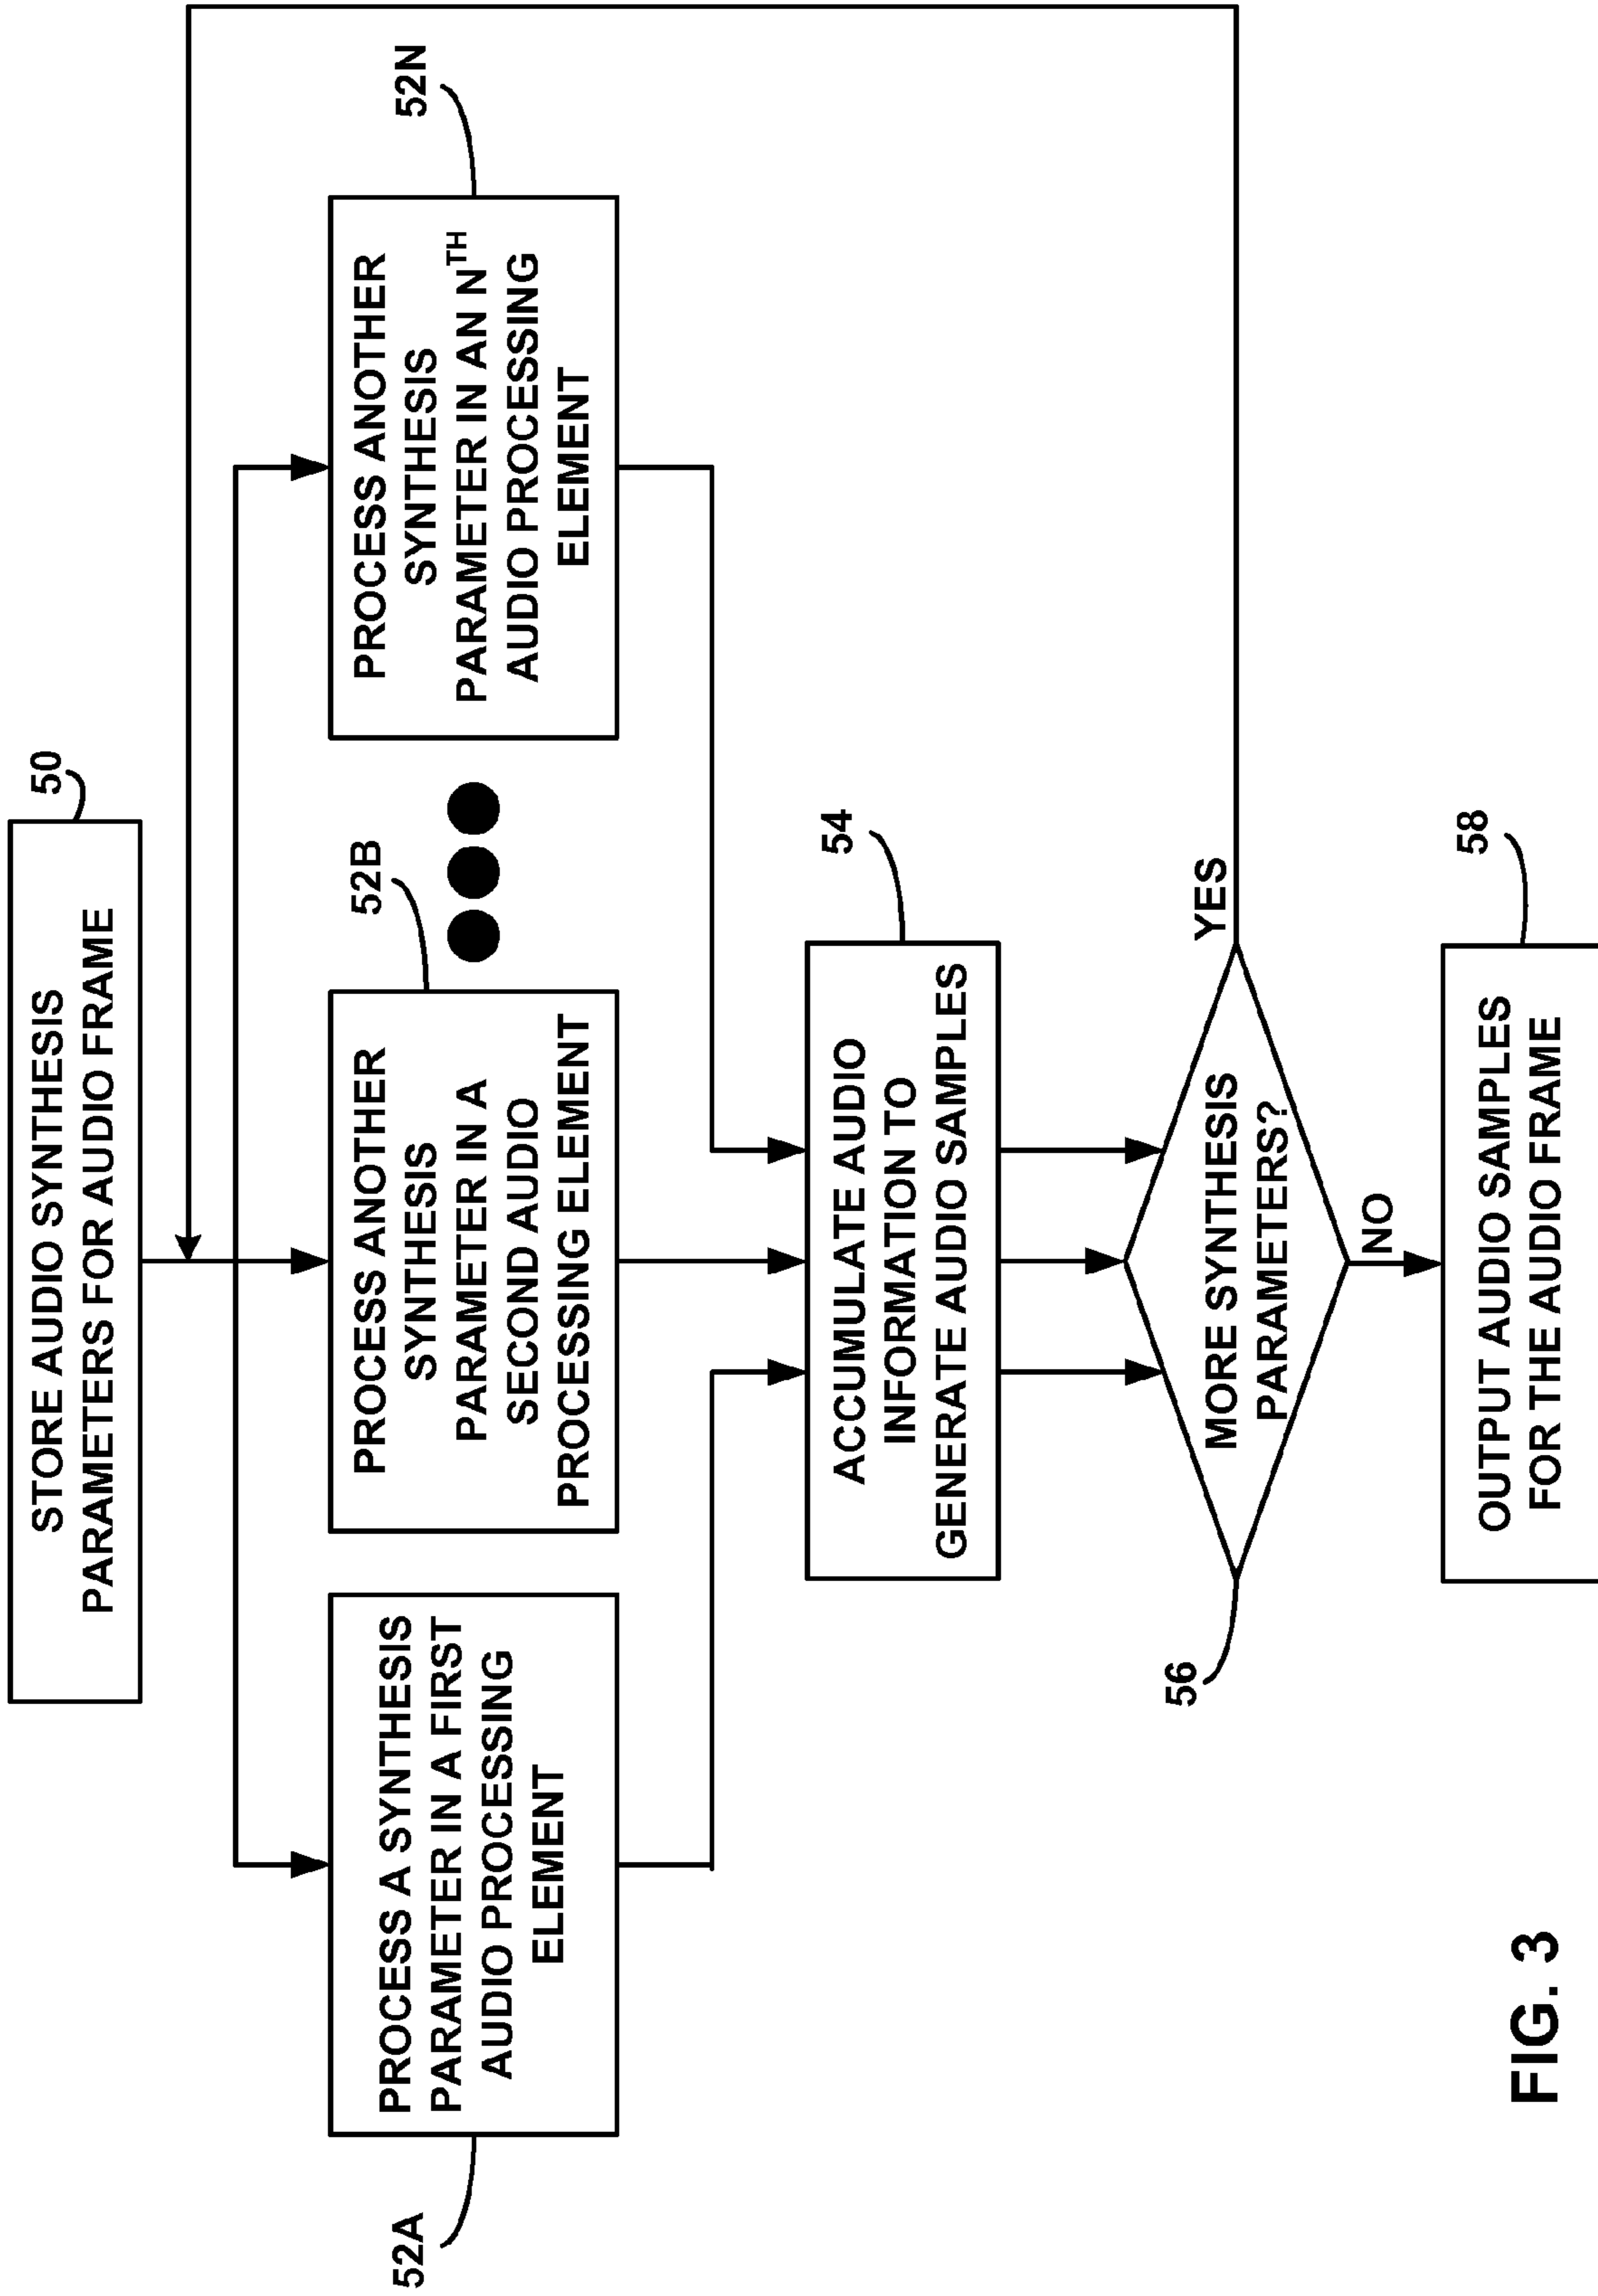 STORE AUDIO SYNTHESIS
PARAMETERS FOR AUDIO FRAME
50
PROCESS A SYNTHESIS
PARAMETER IN A FIRST
AUDIO PROCESSING
ELEMENT
52A
PROCESS ANOTHER
SYNTHESIS
PARAMETER IN A
SECOND AUDIO
PROCESSING ELEMENT
52B
PROCESS ANOTHER
SYNTHESIS
PARAMETER IN AN NTH
AUDIO PROCESSING
ELEMENT
52N
ACCUMULATE AUDIO
INFORMATION TO
GENERATE AUDIO SAMPLES
54
MORE SYNTHESIS
PARAMETERS?
56
YES
NO
OUTPUT AUDIO SAMPLES
FOR THE AUDIO FRAME
58
FIG. 3